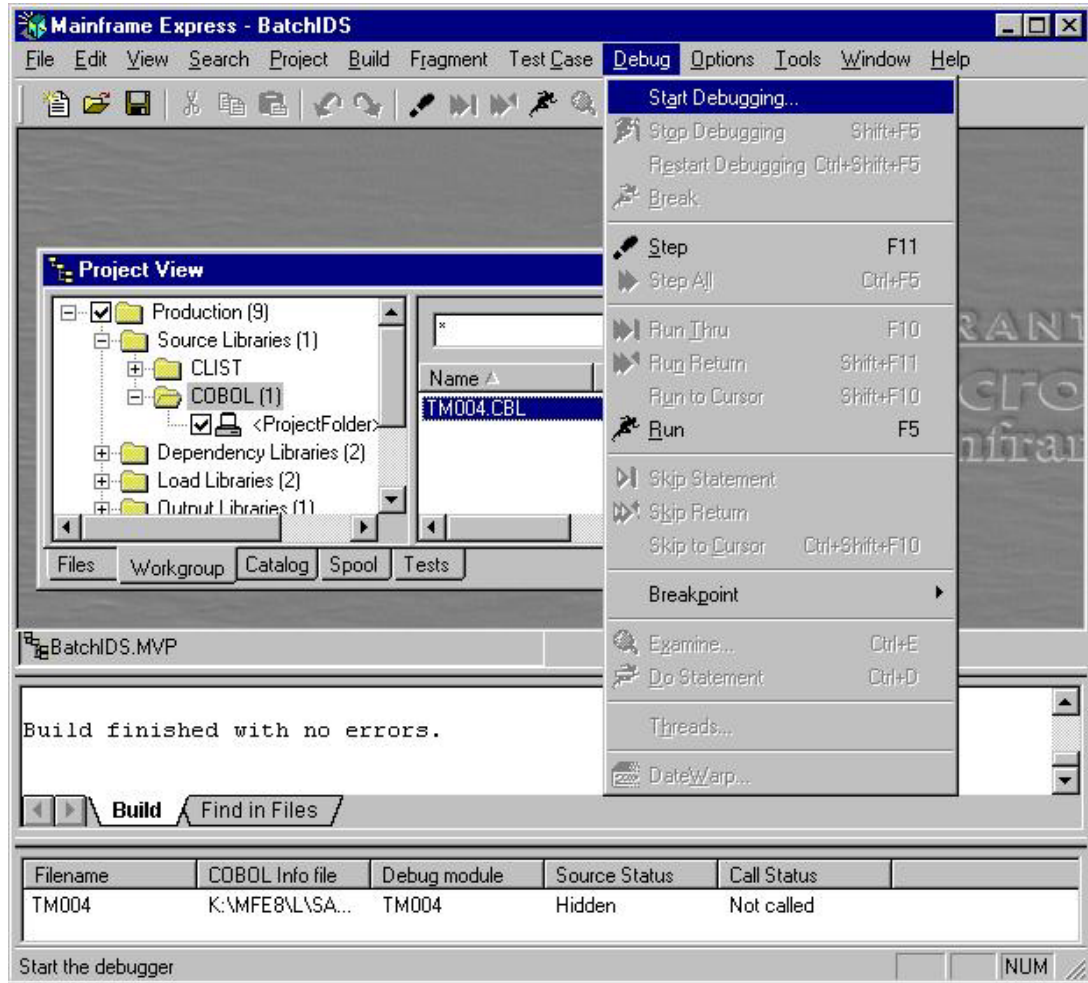 Mainframe Express - BatchIDS
File Edit View Search Project Build Fragment Test Case Debug Options Tools Window Help
Start Debugging...
Stop Debugging Shift+F5
Restart Debugging Ctrl+Shift+F5
Break
Step F11
Step All Ctrl+F5
Run Thru F10
Run Return Shift+F11
Run to Cursor Shift+F10
Run F5
Skip Statement
Skip Return
Skip to Cursor Ctrl+Shift+F10
Breakpoint
Examine... Ctrl+E
Do Statement Ctrl+D
Threads...
DateWarp...
Project View
Production (9)
Source Libraries (1)
CLIST
COBOL (1)
<ProjectFolder>
Dependency Libraries (2)
Load Libraries (2)
Output Libraries (1)
*
Name
TM004.CBL
Files Workgroup Catalog Spool Tests
BatchIDS.MVP
Build finished with no errors.
Build Find in Files
Filename COBOL Info file Debug module Source Status Call Status
TM004 K:\MFE8\L\SA... TM004 Hidden Not called
Start the debugger NUM